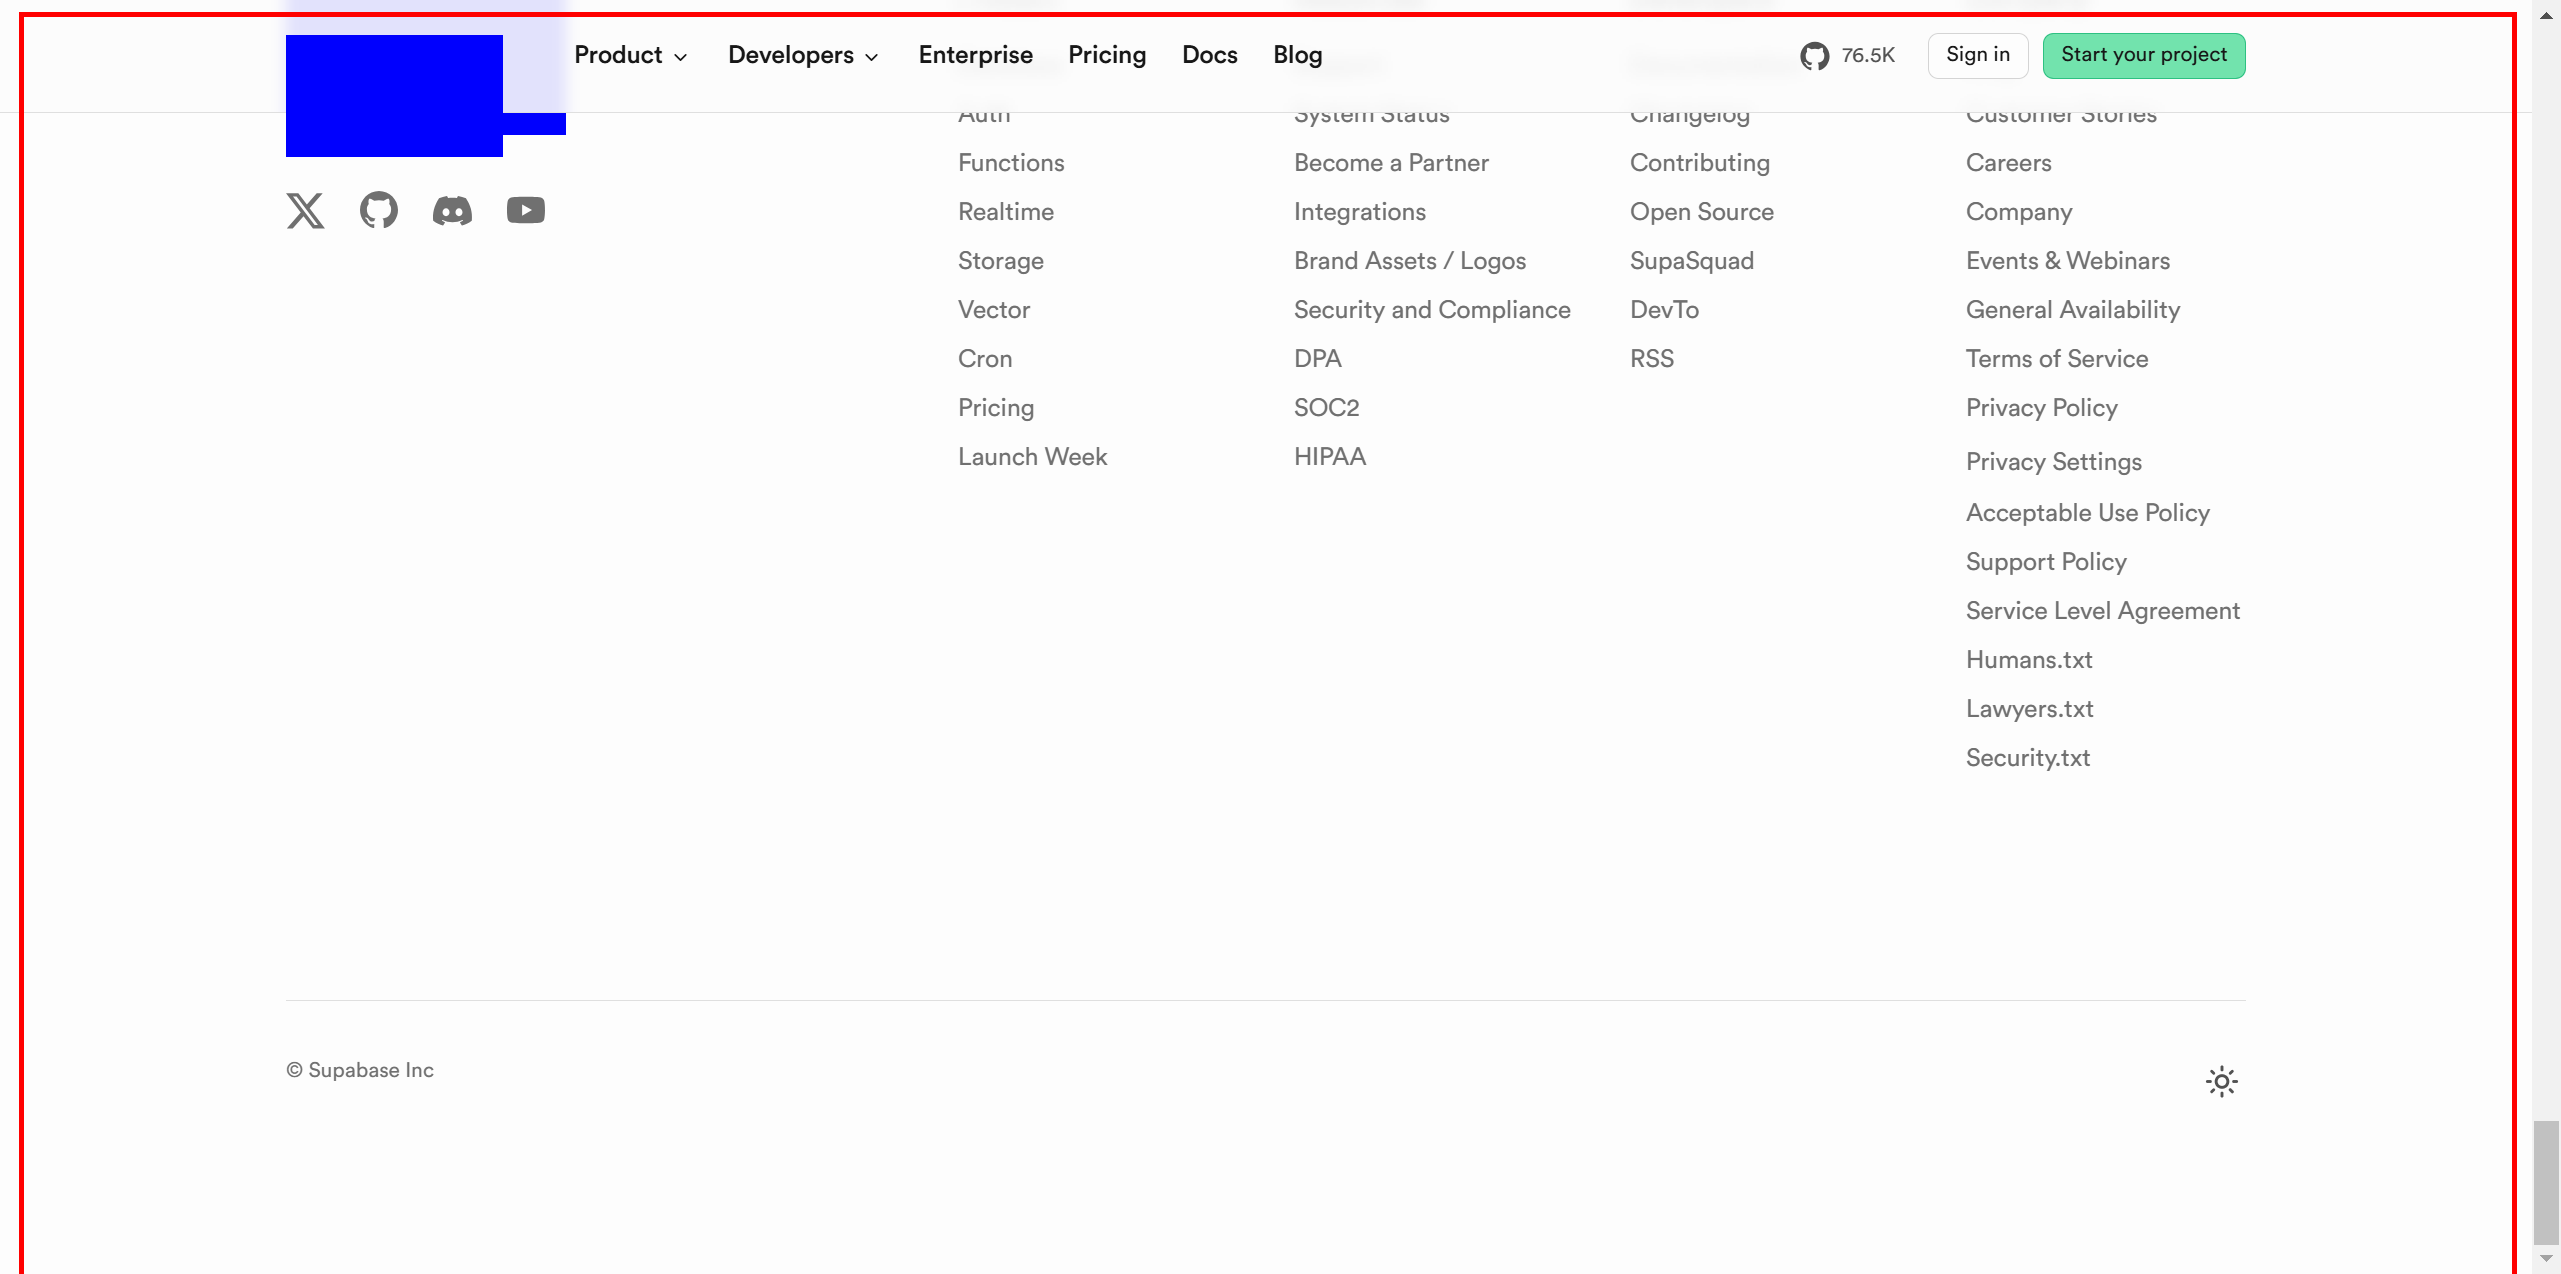 Product
Developers
Enterprise
Pricing
Docs
Blog
76.5K
Sign in
Start your project
Auth
Functions
Realtime
Storage
Vector
Cron
Pricing
Launch Week
System Status
Become a Partner
Integrations
Brand Assets / Logos
Security and Compliance
DPA
SOC2
HIPAA
Changelog
Contributing
Open Source
SupaSquad
DevTo
RSS
Customer Stories
Careers
Company
Events & Webinars
General Availability
Terms of Service
Privacy Policy
Privacy Settings
Acceptable Use Policy
Support Policy
Service Level Agreement
Humans.txt
Lawyers.txt
Security.txt
© Supabase Inc